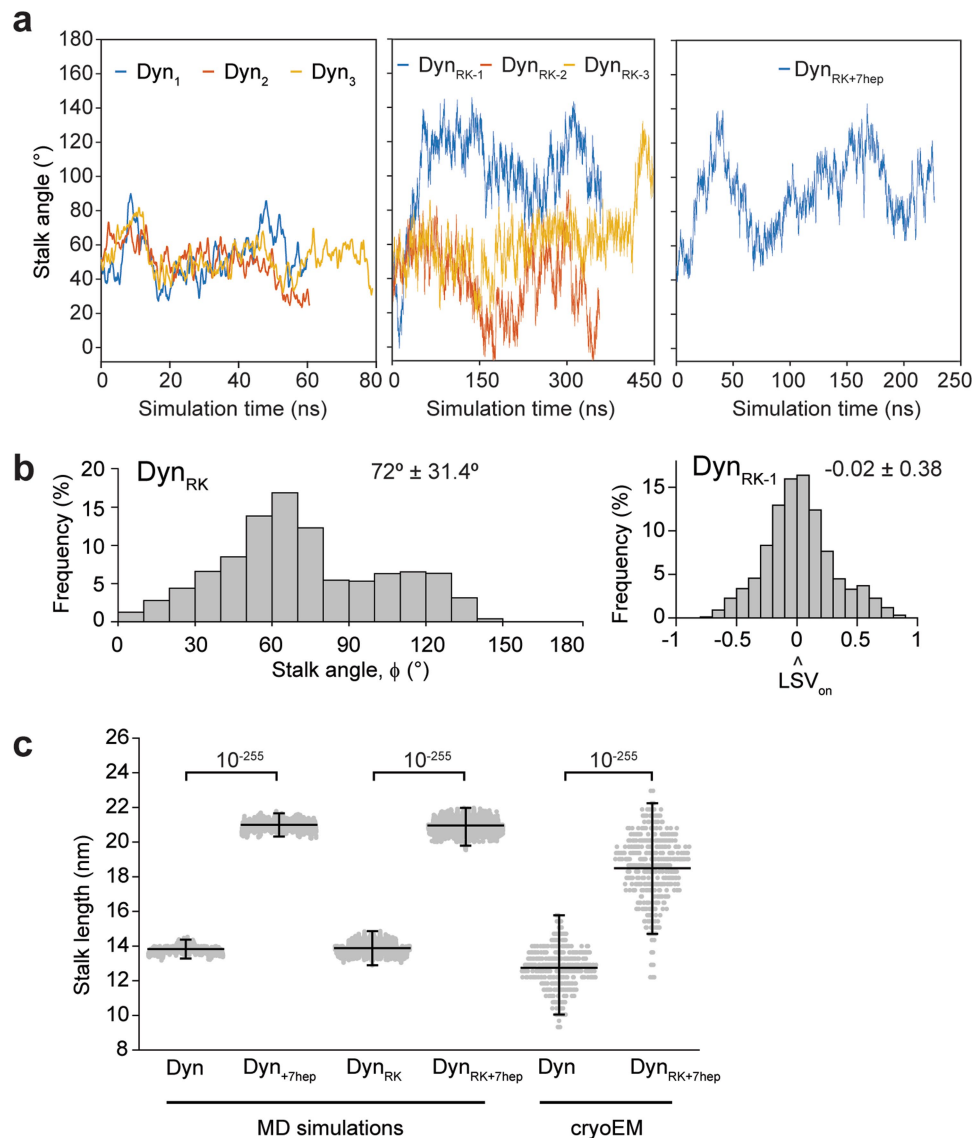 a
180
160
140
120
100
80
60
40
20
0
Stalk angle (°)
Dyn1 Dyn2 Dyn3
0 20 40 60 80
Simulation time (ns)
DynRK-1 DynRK-2 DynRK-3
0 150 300 450
Simulation time (ns)
DynRK+7hep
0 50 100 150 200 250
Simulation time (ns)
b
20
15
10
5
0
Frequency (%)
DynRK
72º ± 31.4º
0 30 60 90 120 150 180
Stalk angle, ϕ (°)
15
10
5
0
Frequency (%)
DynRK-1
-0.02 ± 0.38
-1 -0.5 0 0.5 1
^
LSVon
c
26
24
22
20
18
16
14
12
10
8
Stalk length (nm)
10-255 10-255 10-255
Dyn Dyn+7hep DynRK DynRK+7hep Dyn DynRK+7hep
MD simulations cryoEM